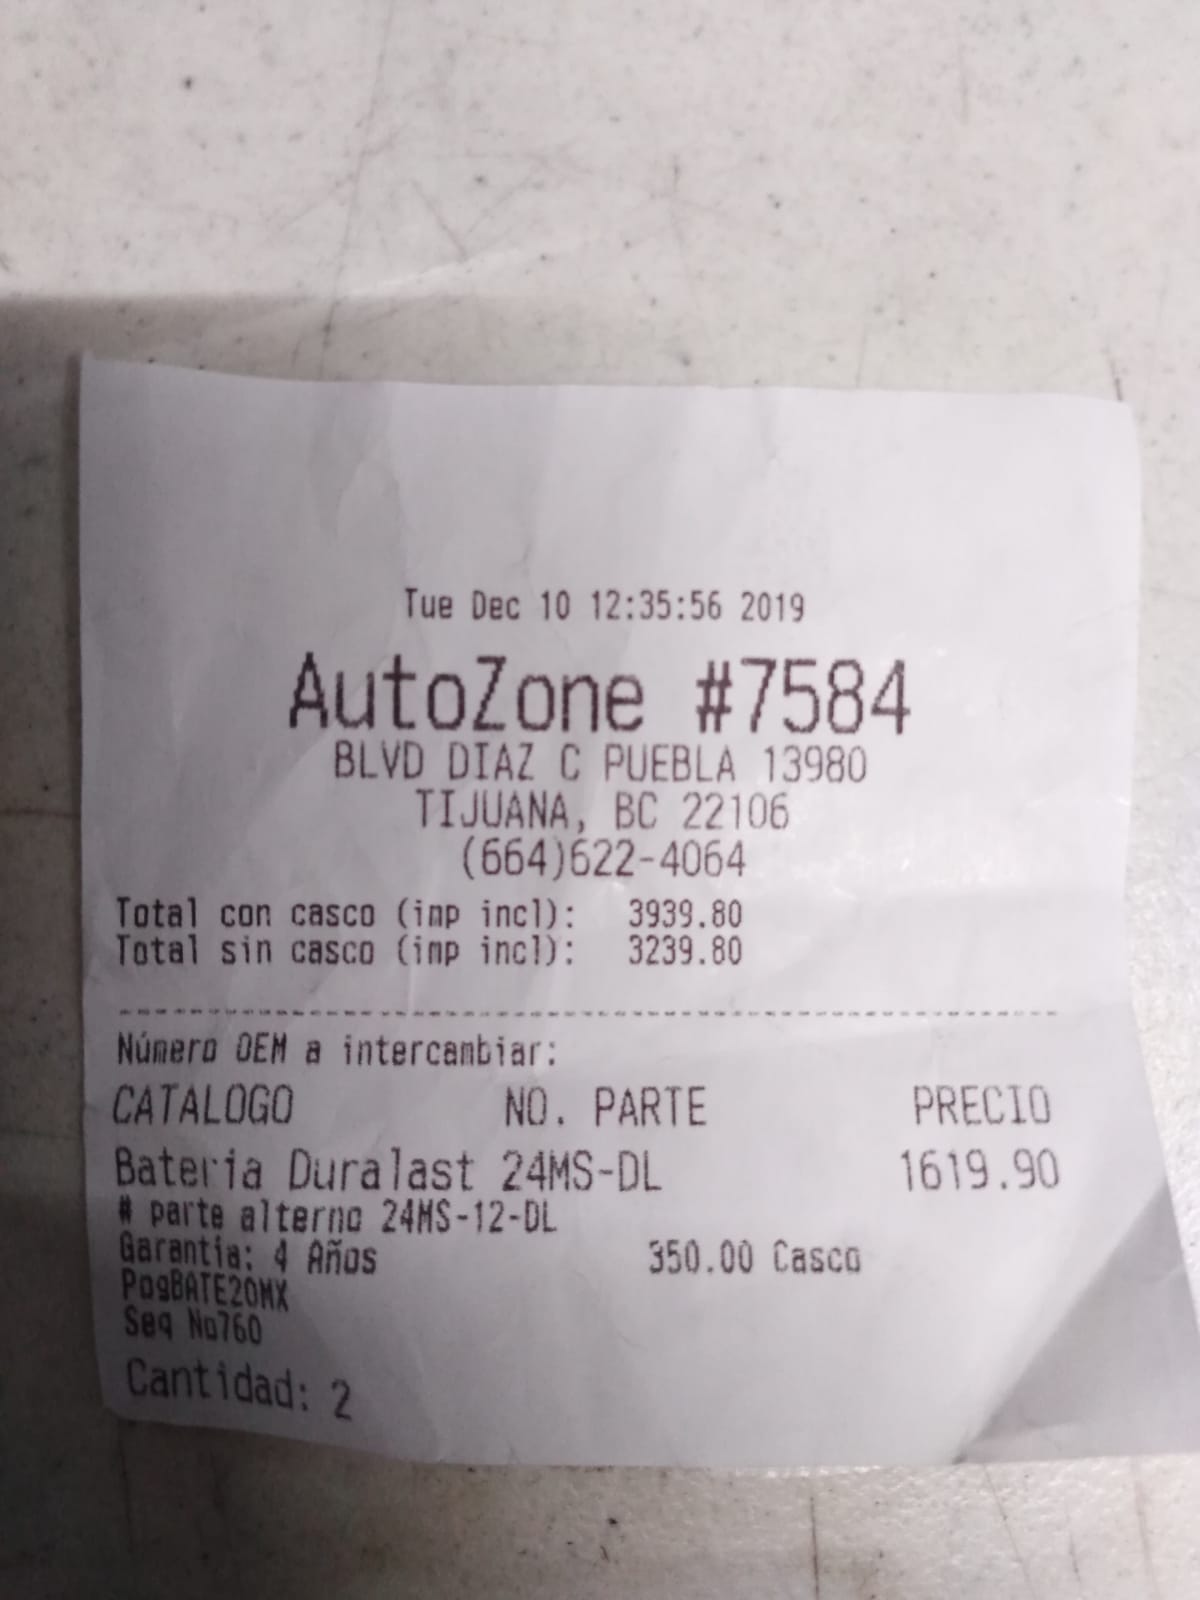 Tue Dec 10 12:35:56 2019
AutoZone #7584
BLVD DIAZ C PUEBLA 13980
TIJUANA, BC 22106
(664)622-4064
Total con casco (imp incl): 3939.80
Total sin casco (imp incl): 3239.80
Número OEM a intercambiar:
CATALOGO NO. PARTE PRECIO
Bateria Duralast 24MS-DL 1619.90
# parte alterno 24MS-12-DL
Garantia: 4 Años 350.00 Casco
PogBATE20MX
Seq No760
Cantidad: 2